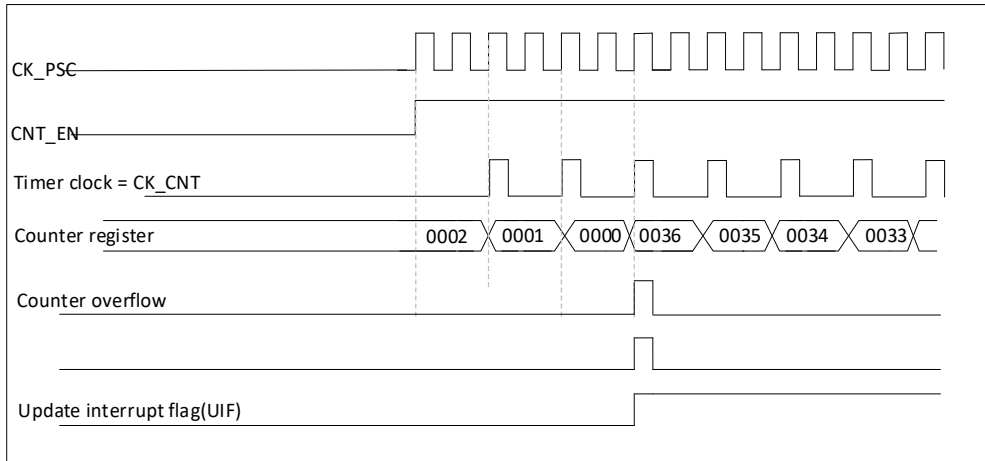 CK_PSC
CNT_EN
Timer clock = CK_CNT
Counter register 0002 0001 0000 0036 0035 0034 0033
Counter overflow
Update interrupt flag(UIF)